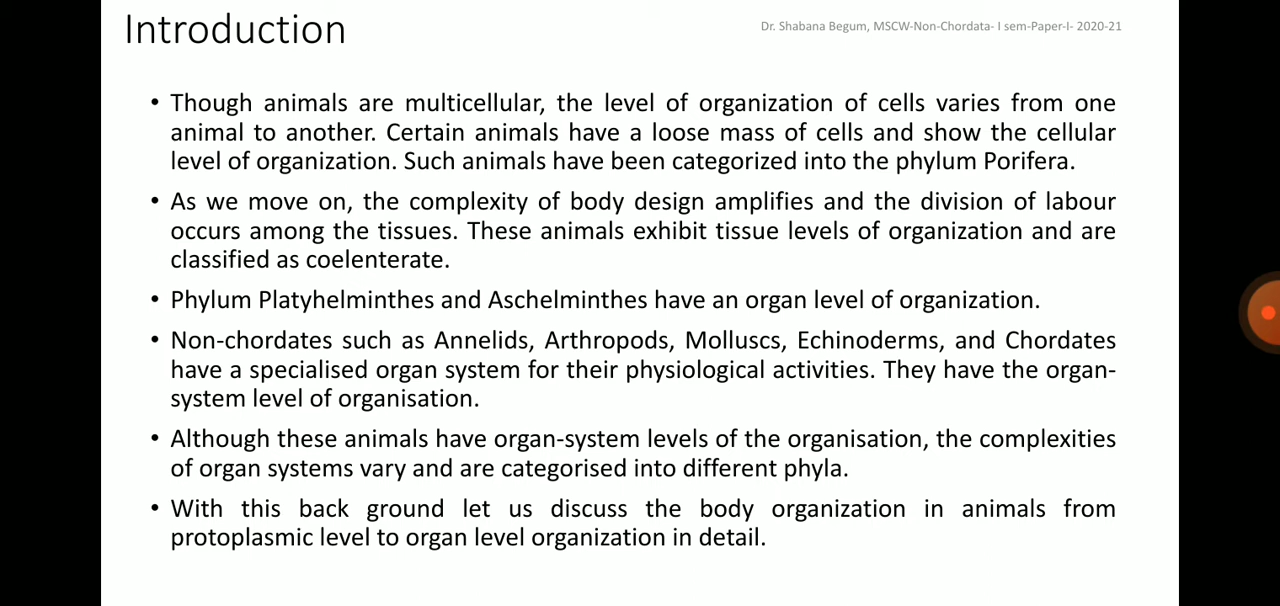 Introduction
Dr. Shabana Begum, MSCW-Non-Chordata- I sem-Paper-I- 2020-21
• Though animals are multicellular, the level of organization of cells varies from one
animal to another. Certain animals have a loose mass of cells and show the cellular
level of organization. Such animals have been categorized into the phylum Porifera.
• As we move on, the complexity of body design amplifies and the division of labour
occurs among the tissues. These animals exhibit tissue levels of organization and are
classified as coelenterate.
• Phylum Platyhelminthes and Aschelminthes have an organ level of organization.
• Non-chordates such as Annelids, Arthropods, Molluscs, Echinoderms, and Chordates
have a specialised organ system for their physiological activities. They have the organ-
system level of organisation.
• Although these animals have organ-system levels of the organisation, the complexities
of organ systems vary and are categorised into different phyla.
• With this back ground let us discuss the body organization in animals from
protoplasmic level to organ level organization in detail.